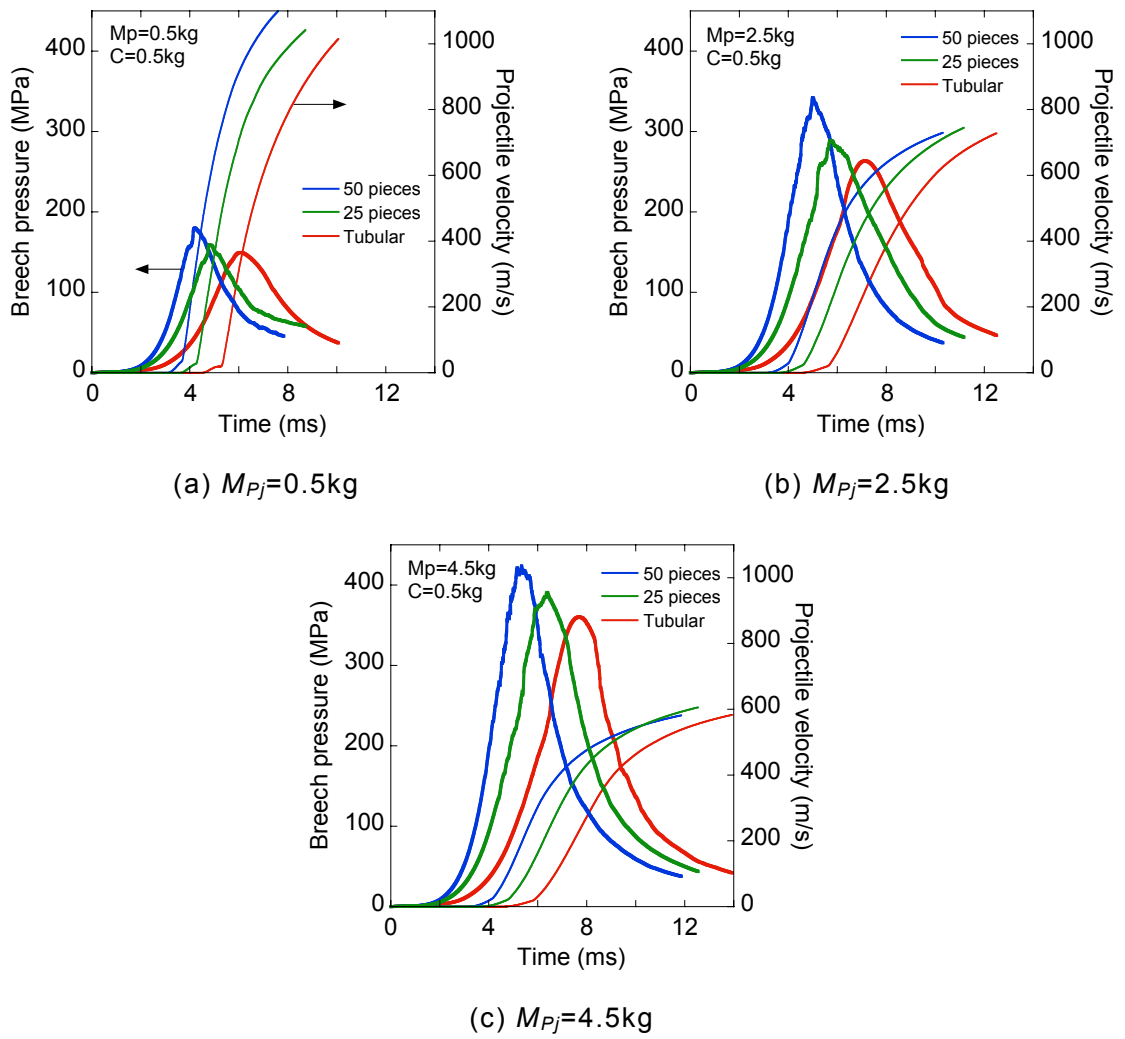 Mp=0.5kg
C=0.5kg
50 pieces
25 pieces
Tubular
Breech pressure (MPa)
0
100
200
300
400
Projectile velocity (m/s)
0
200
400
600
800
1000
0
4
8
12
Time (ms)
(a) MPj=0.5kg
Mp=2.5kg
C=0.5kg
50 pieces
25 pieces
Tubular
Breech pressure (MPa)
0
100
200
300
400
Projectile velocity (m/s)
0
200
400
600
800
1000
0
4
8
12
Time (ms)
(b) MPj=2.5kg
Mp=4.5kg
C=0.5kg
50 pieces
25 pieces
Tubular
Breech pressure (MPa)
0
100
200
300
400
Projectile velocity (m/s)
0
200
400
600
800
1000
0
4
8
12
Time (ms)
(c) MPj=4.5kg